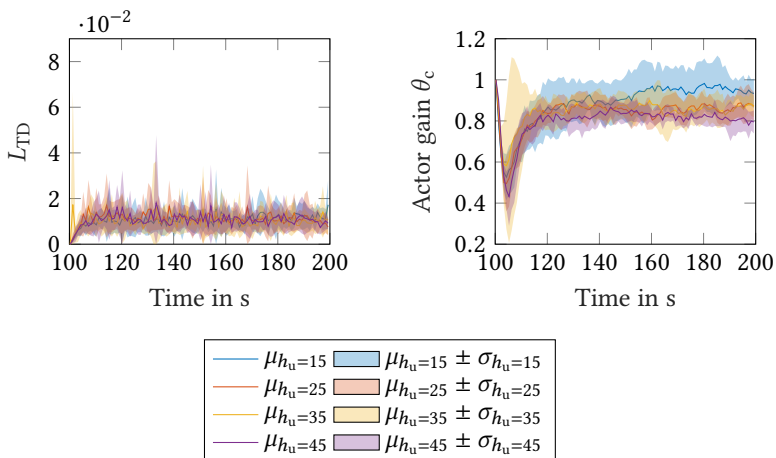 ·10⁻²
8
6
4
2
0
L_TD
100 120 140 160 180 200
Time in s
1.2
1
0.8
0.6
0.4
0.2
Actor gain θ_c
100 120 140 160 180 200
Time in s
μ_{h_u=15} μ_{h_u=15} ± σ_{h_u=15}
μ_{h_u=25} μ_{h_u=25} ± σ_{h_u=25}
μ_{h_u=35} μ_{h_u=35} ± σ_{h_u=35}
μ_{h_u=45} μ_{h_u=45} ± σ_{h_u=45}